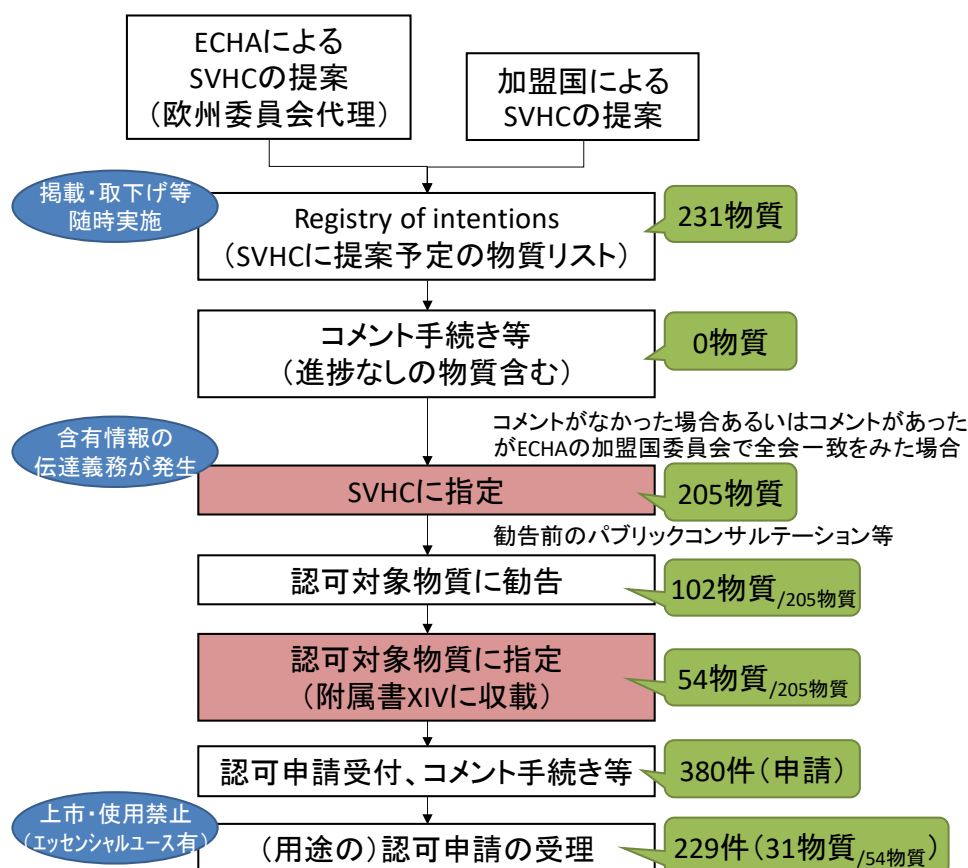 ECHAによる
SVHCの提案
（欧州委員会代理）
加盟国による
SVHCの提案
掲載・取下げ等
随時実施
Registry of intentions
（SVHCに提案予定の物質リスト）
231物質
コメント手続き等
（進捗なしの物質含む）
0物質
コメントがなかった場合あるいはコメントがあった
がECHAの加盟国委員会で全会一致をみた場合
含有情報の
伝達義務が発生
SVHCに指定
205物質
勧告前のパブリックコンサルテーション等
認可対象物質に勧告
102物質/205物質
認可対象物質に指定
（附属書XIVに収載）
54物質/205物質
認可申請受付、コメント手続き等
380件（申請）
上市・使用禁止
（エッセンシャルユース有）
（用途の）認可申請の受理
229件（31物質/54物質）